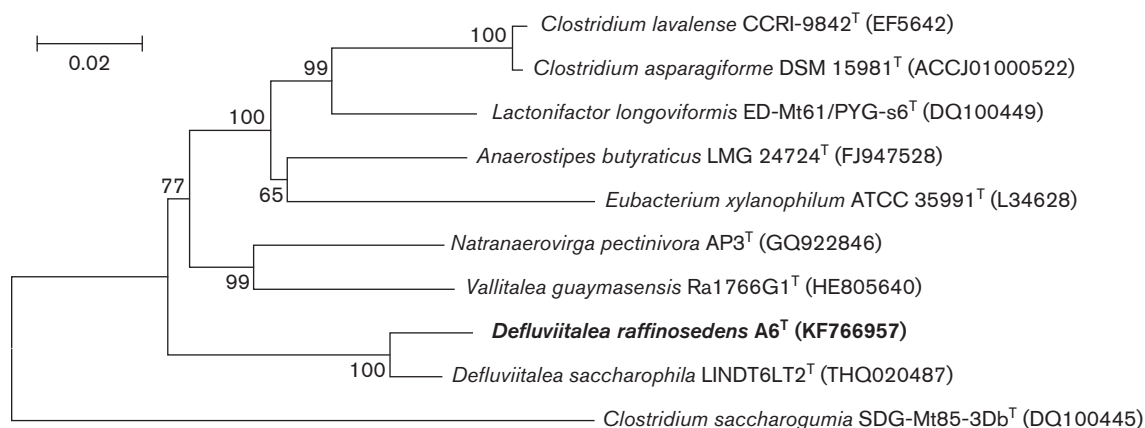 Clostridium lavalense CCRI-9842ᵀ (EF5642)
100
0.02
Clostridium asparagiforme DSM 15981ᵀ (ACCJ01000522)
99
Lactonifactor longoviformis ED-Mt61/PYG-s6ᵀ (DQ100449)
100
Anaerostipes butyraticus LMG 24724ᵀ (FJ947528)
77
65
Eubacterium xylanophilum ATCC 35991ᵀ (L34628)
Natranaerovirga pectinivora AP3ᵀ (GQ922846)
99
Vallitalea guaymasensis Ra1766G1ᵀ (HE805640)
Defluviitalea raffinosedens A6ᵀ (KF766957)
100
Defluviitalea saccharophila LINDT6LT2ᵀ (THQ020487)
Clostridium saccharogumia SDG-Mt85-3Dbᵀ (DQ100445)